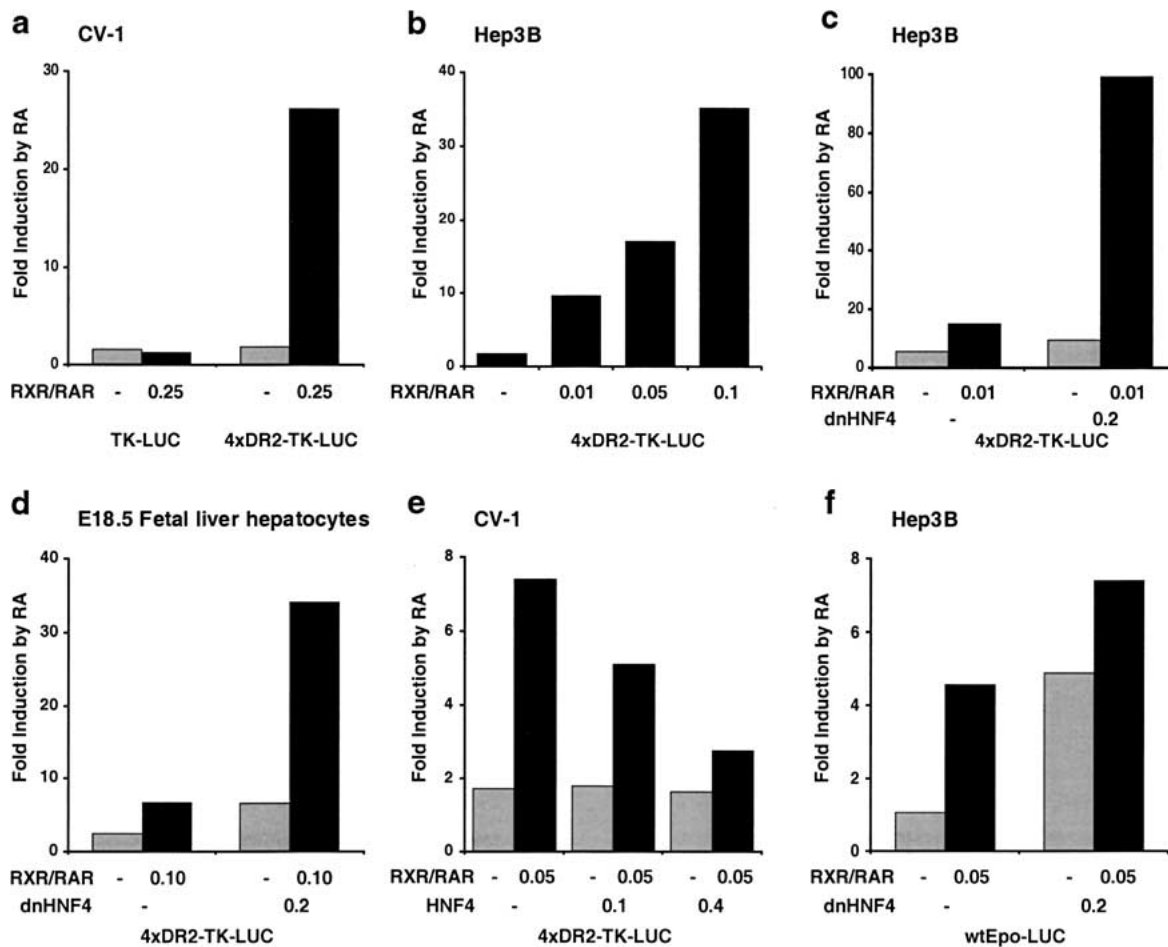 a CV-1
Fold Induction by RA
30
20
10
0
RXR/RAR - 0.25 - 0.25
TK-LUC 4xDR2-TK-LUC
b Hep3B
Fold Induction by RA
40
30
20
10
0
- 0.01 0.05 0.1
4xDR2-TK-LUC
c Hep3B
Fold Induction by RA
100
80
60
40
20
0
RXR/RAR - 0.01 - 0.01
dnHNF4 - 0.2
4xDR2-TK-LUC
d E18.5 Fetal liver hepatocytes
Fold Induction by RA
40
30
20
10
0
RXR/RAR - 0.10 - 0.10
dnHNF4 - 0.2
4xDR2-TK-LUC
e CV-1
Fold Induction by RA
8
6
4
2
0
RXR/RAR - 0.05 - 0.05 - 0.05
HNF4 - 0.1 0.4
4xDR2-TK-LUC
f Hep3B
Fold Induction by RA
8
6
4
2
0
RXR/RAR - 0.05 - 0.05
dnHNF4 - 0.2
wtEpo-LUC